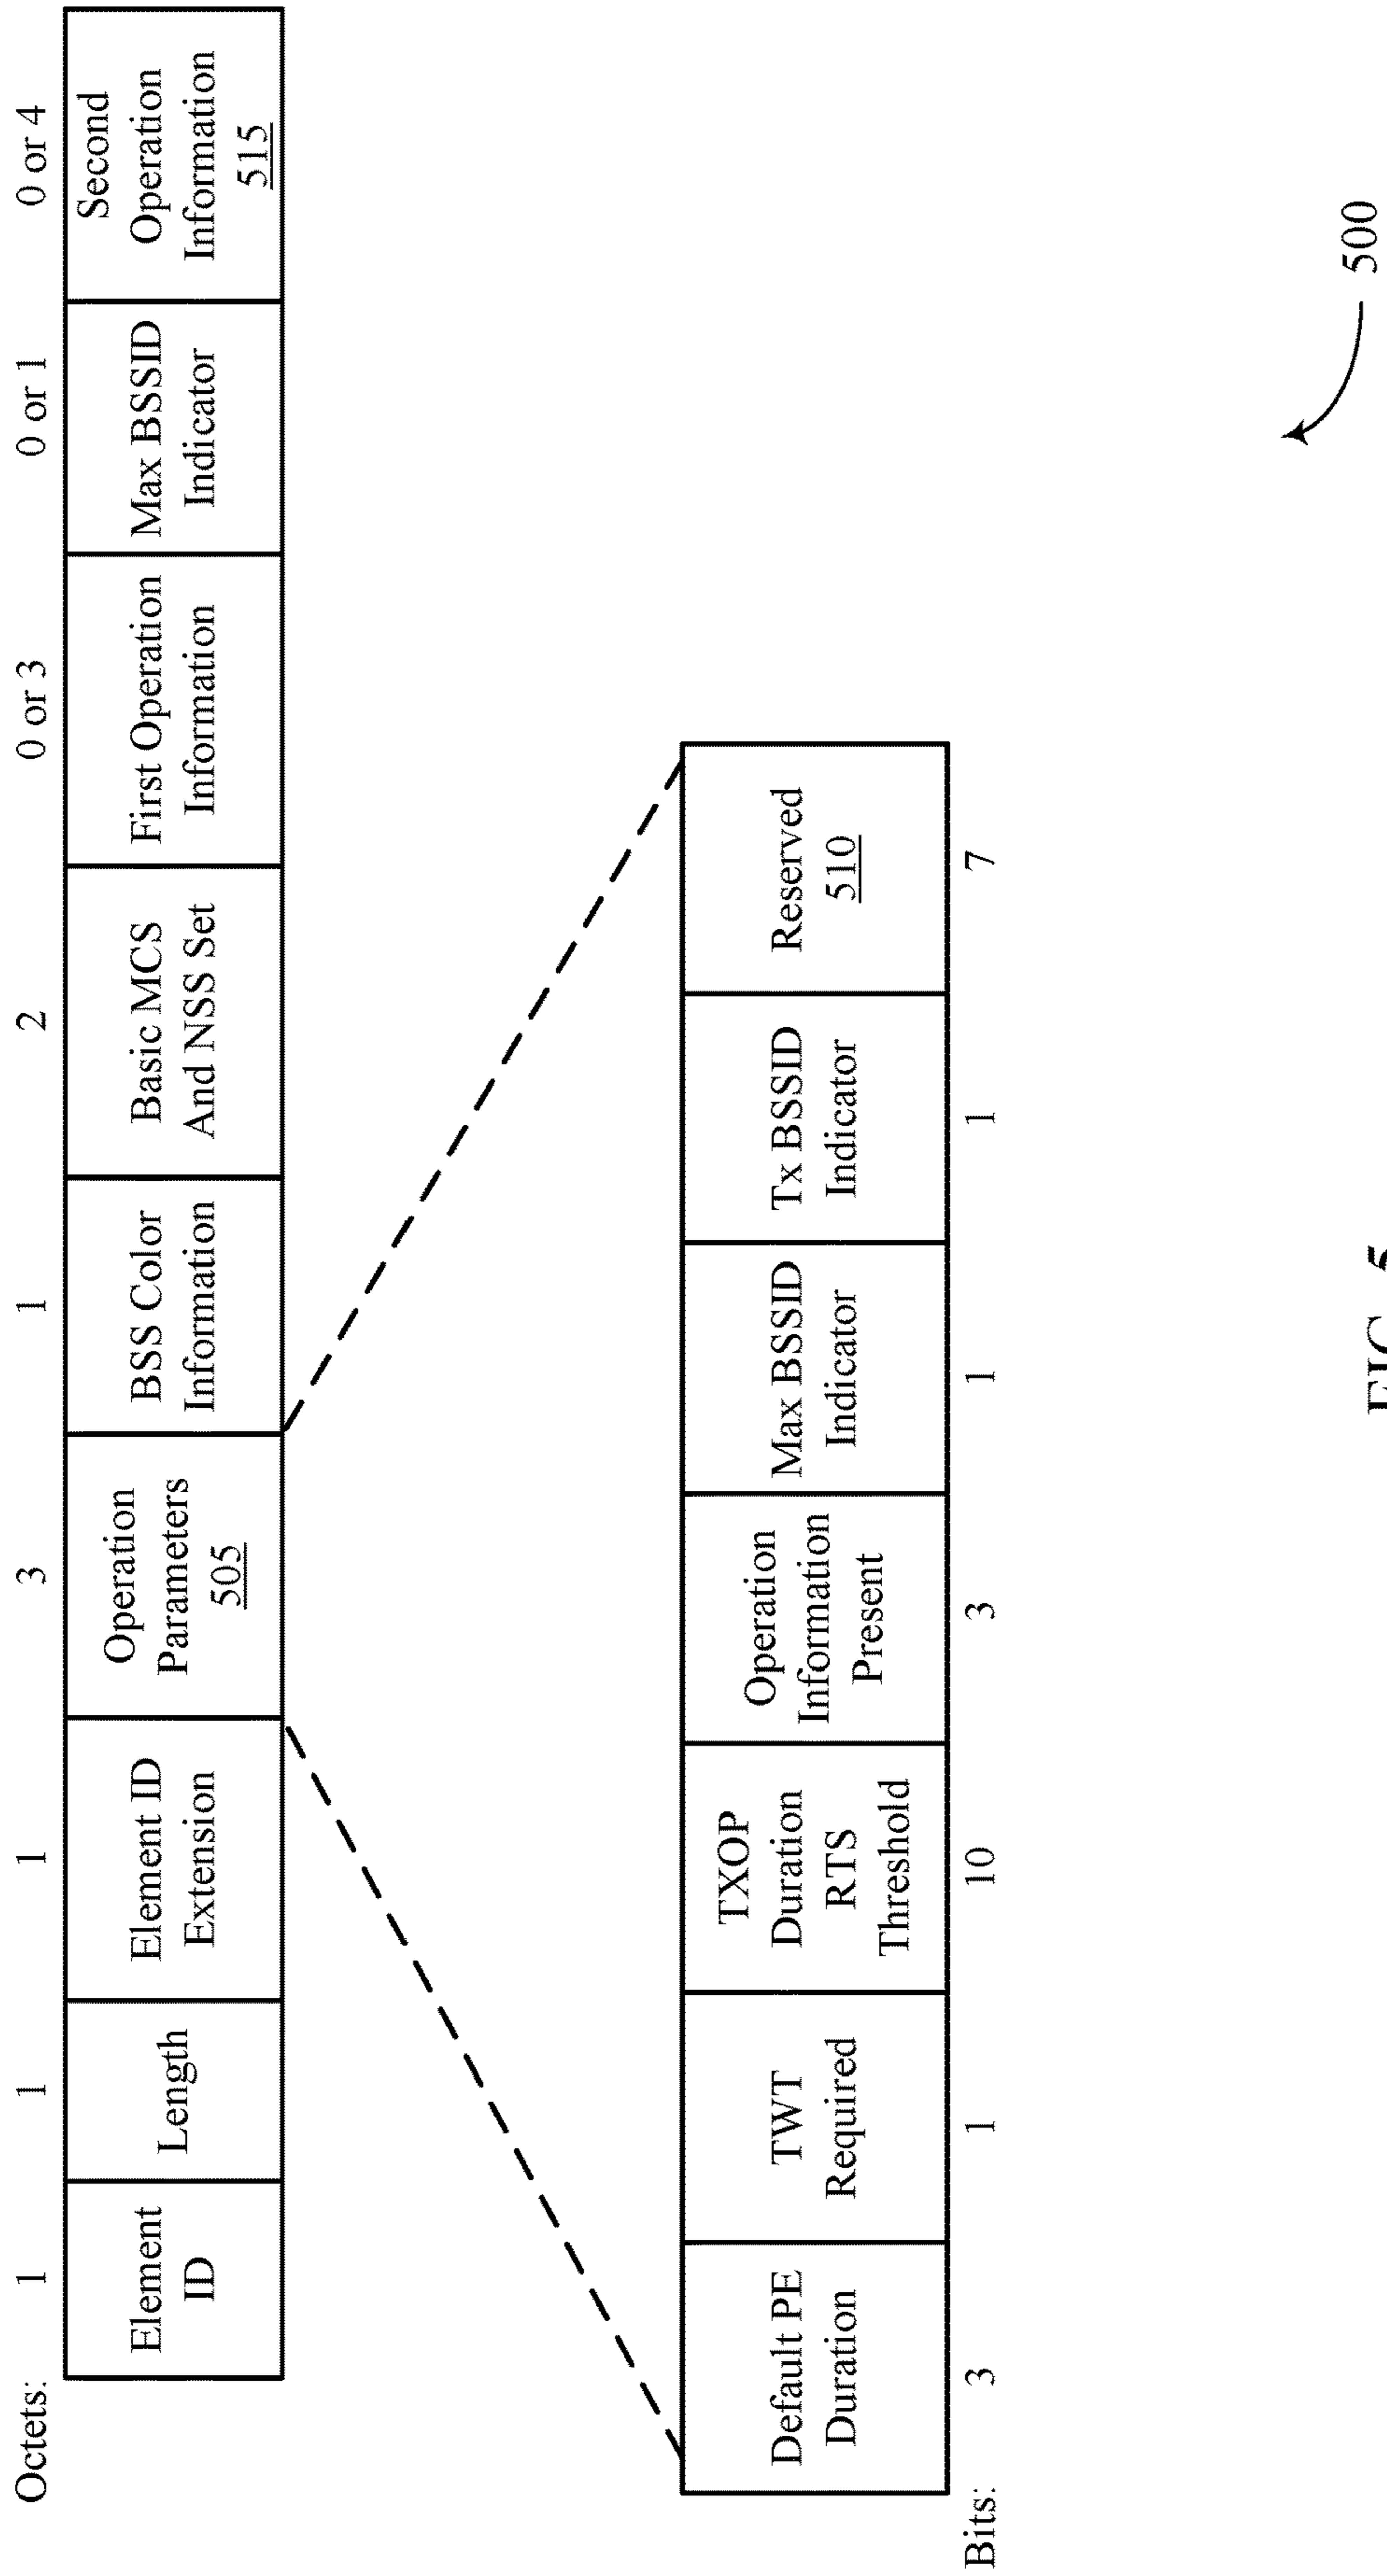 Octets:
1
1
1
3
1
2
0 or 3
0 or 1
0 or 4
Element
ID
Length
Element ID
Extension
Operation
Parameters
505
BSS Color
Information
Basic MCS
And NSS Set
First Operation
Information
Max BSSID
Indicator
Second
Operation
Information
515
Default PE
Duration
TWT
Required
TXOP
Duration
RTS
Threshold
Operation
Information
Present
Max BSSID
Indicator
Tx BSSID
Indicator
Reserved
510
Bits:
3
1
10
3
1
1
7
500
FIG. 5